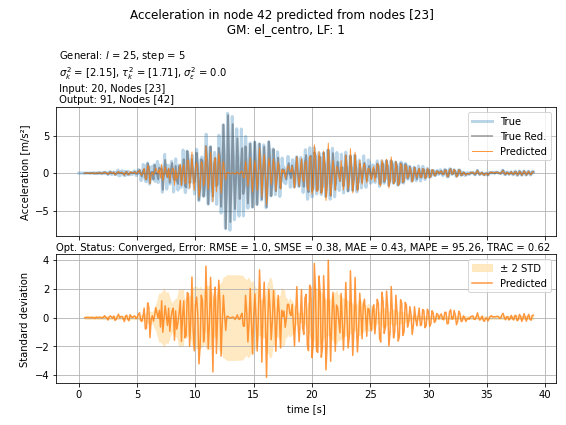 Acceleration in node 42 predicted from nodes [23]
GM: el_centro, LF: 1
General: l = 25, step = 5
σ²ₖ = [2.15], τ²ₖ = [1.71], σ²ε = 0.0
Input: 20, Nodes [23]
Output: 91, Nodes [42]
Acceleration [m/s²]
5
0
−5
True
True Red.
Predicted
Opt. Status: Converged, Error: RMSE = 1.0, SMSE = 0.38, MAE = 0.43, MAPE = 95.26, TRAC = 0.62
Standard deviation
4
2
0
−2
−4
± 2 STD
Predicted
0 5 10 15 20 25 30 35 40
time [s]